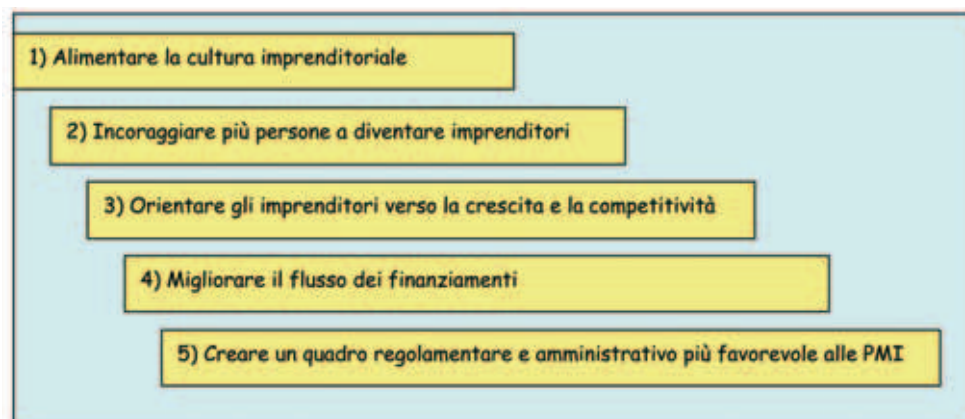 1) Alimentare la cultura imprenditoriale
2) Incoraggiare più persone a diventare imprenditori
3) Orientare gli imprenditori verso la crescita e la competitività
4) Migliorare il flusso dei finanziamenti
5) Creare un quadro regolamentare e amministrativo più favorevole alle PMI